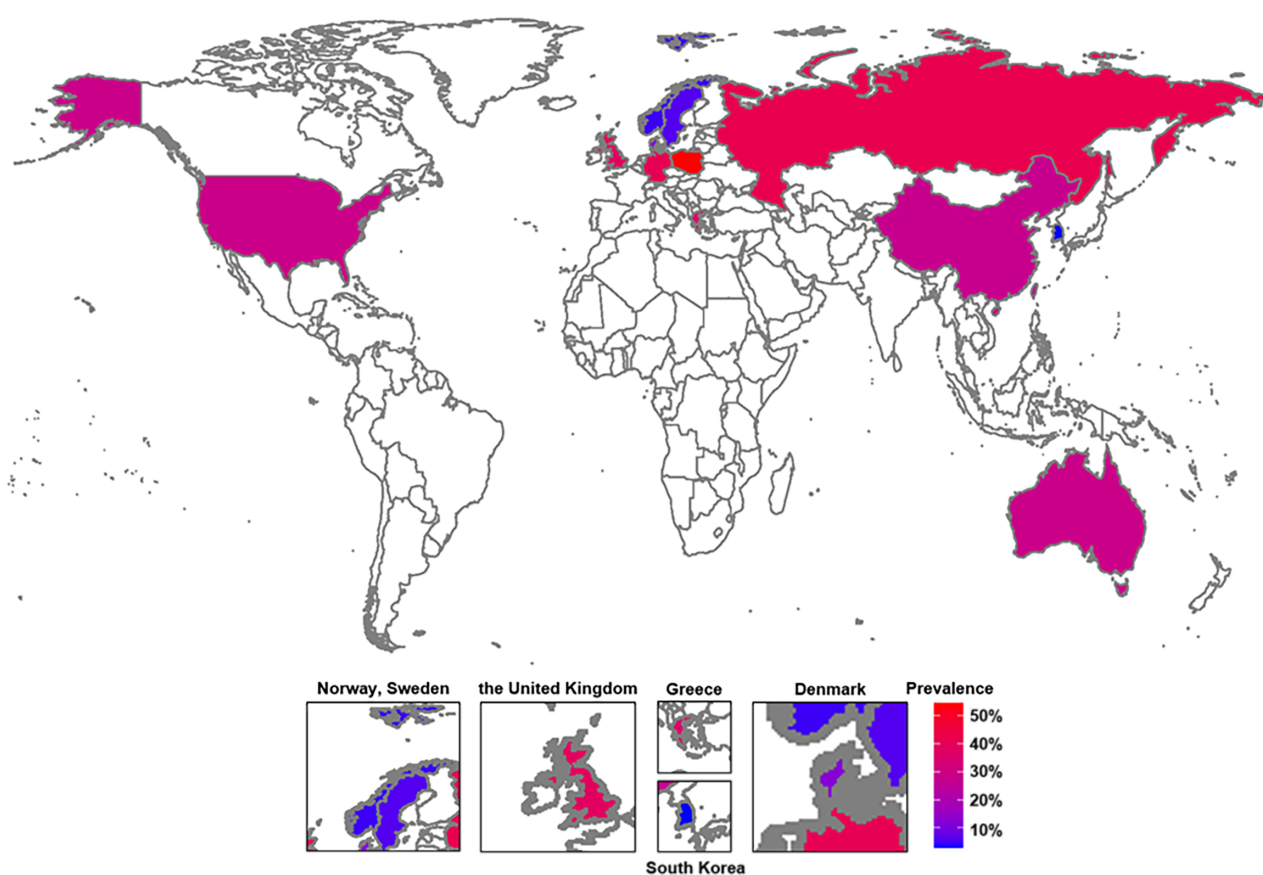 Norway, Sweden
the United Kingdom
Greece
Denmark
Prevalence
50%
40%
30%
20%
10%
South Korea